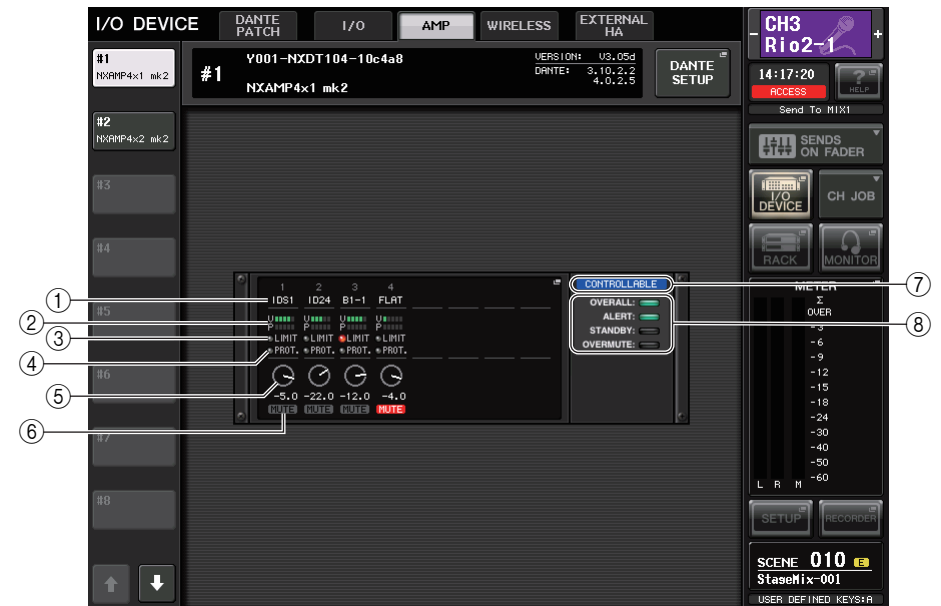 I/O DEVICE
DANTE PATCH
I/O
AMP
WIRELESS
EXTERNAL HA
CH3
Rio2-1
- +
#1
NXAMP4x1 mk2
#1
Y001-NXDT104-10c4a8
NXAMP4x1 mk2
VERSION: V3.05d
DANTE: 3.10.2.2
4.0.2.5
DANTE SETUP
14:17:20
ACCESS
?
HELP
Send To MIX1
#2
NXAMP4x2 mk2
#3
#4
#5
#6
#7
#8
SENDS ON FADER
I/O DEVICE
CH JOB
RACK
MONITOR
1 2 3 4
IDS1 ID24 B1-1 FLAT
U U U U
P P P P
LIMIT LIMIT LIMIT LIMIT
PROT. PROT. PROT. PROT.
-5.0 -22.0 -12.0 -4.0
MUTE MUTE MUTE MUTE
CONTROLLABLE
OVERALL:
ALERT:
STANDBY:
OVERMUTE:
1
2
3
4
5
6
7
8
METER
Σ
OVER
-3
-6
-9
-12
-15
-18
-24
-30
-40
-50
-60
L R M
SETUP
RECORDER
SCENE 010 E
StageMix-001
USER DEFINED KEYS:A